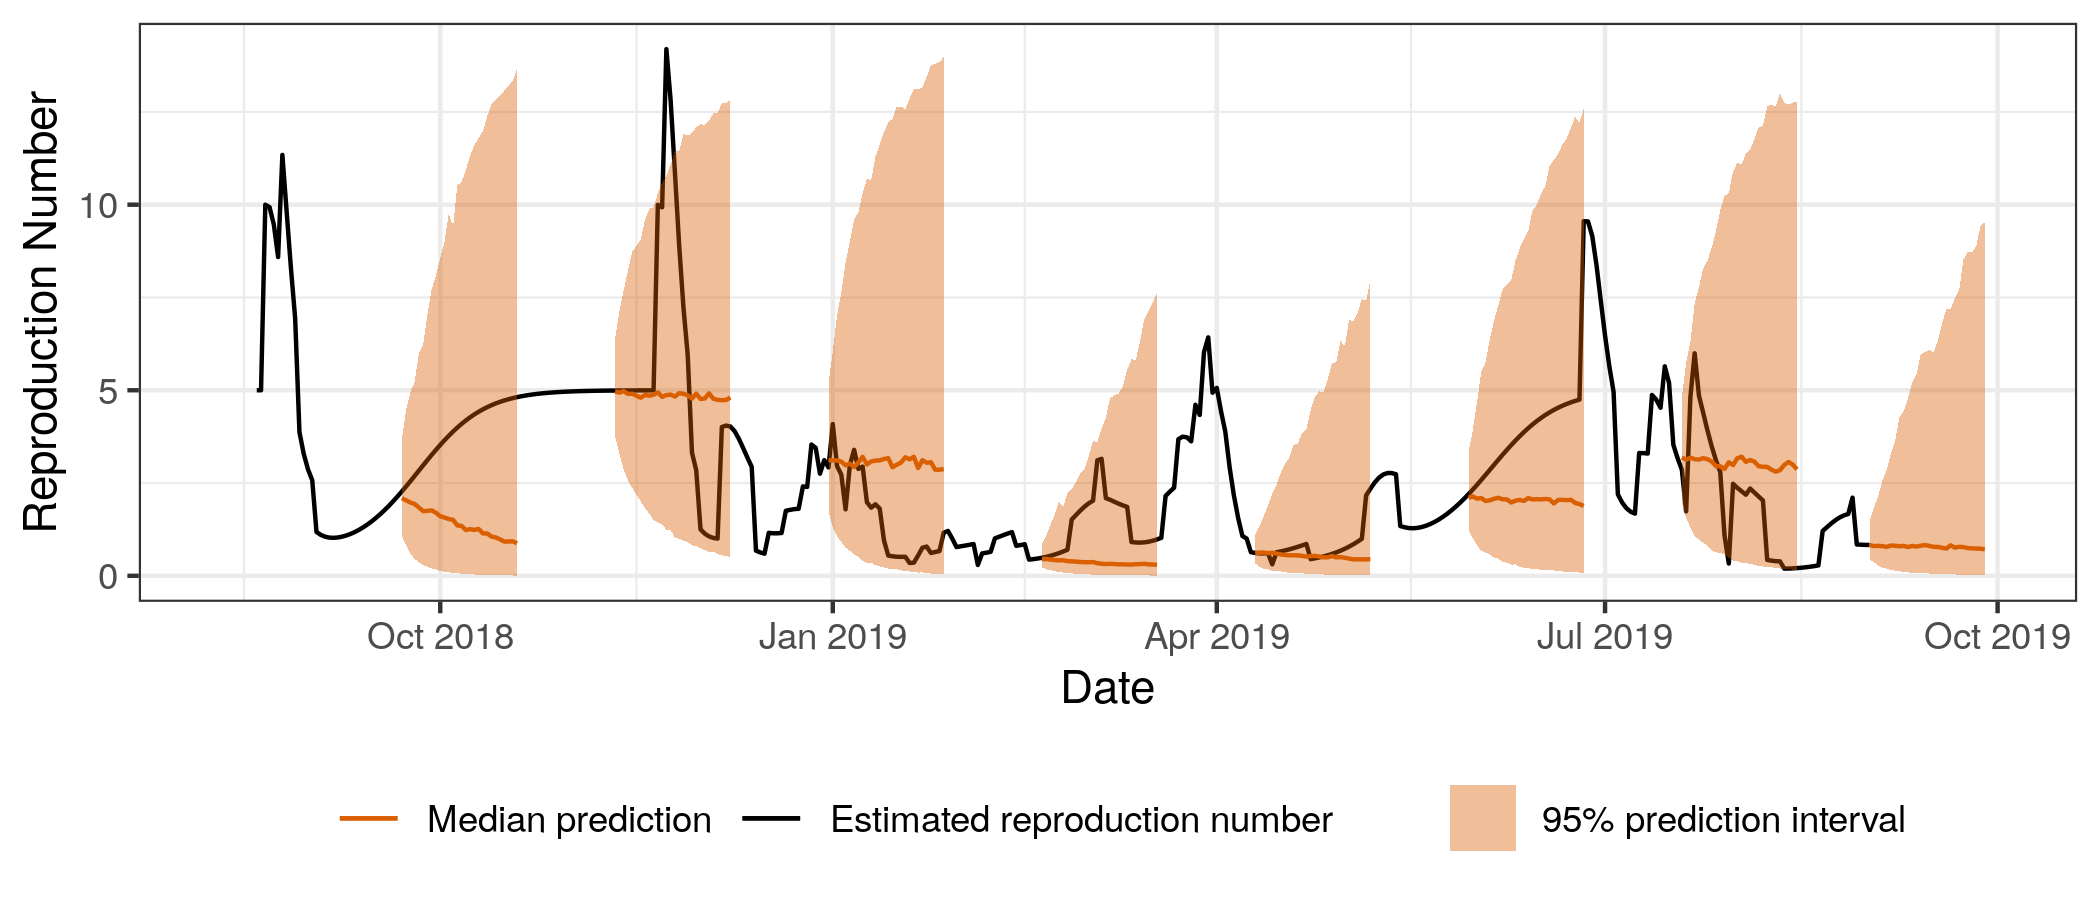 Reproduction Number
10
5
0
Oct 2018
Jan 2019
Apr 2019
Jul 2019
Oct 2019
Date
Median prediction
Estimated reproduction number
95% prediction interval